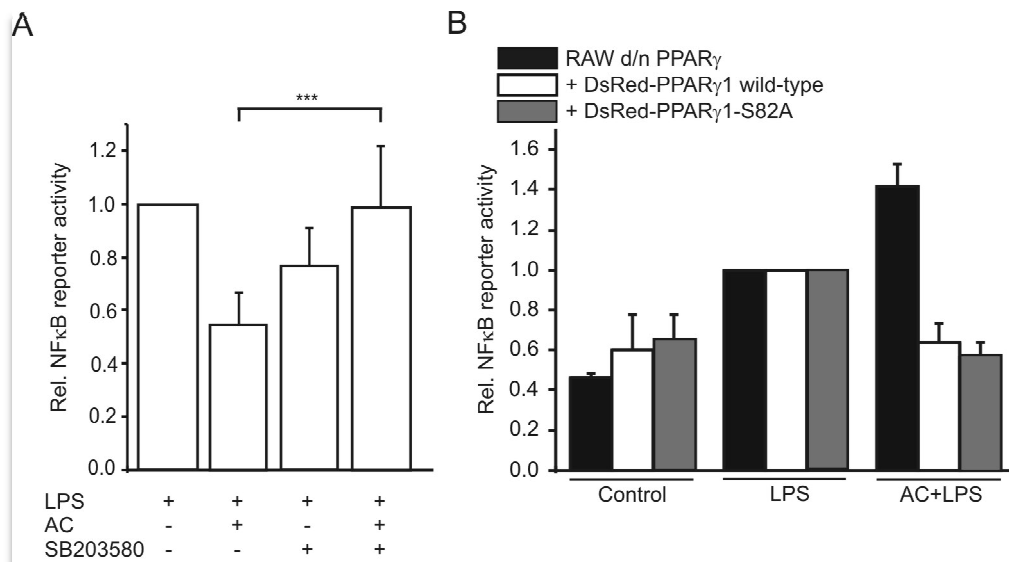 A
***
Rel. NFκB reporter activity
1.2
1.0
0.8
0.6
0.4
0.2
0.0
LPS + + + +
AC - + - +
SB203580 - - + +
B
RAW d/n PPARγ
+ DsRed-PPARγ1 wild-type
+ DsRed-PPARγ1-S82A
Rel. NFκB reporter activity
1.6
1.4
1.2
1.0
0.8
0.6
0.4
0.2
0.0
Control LPS AC+LPS